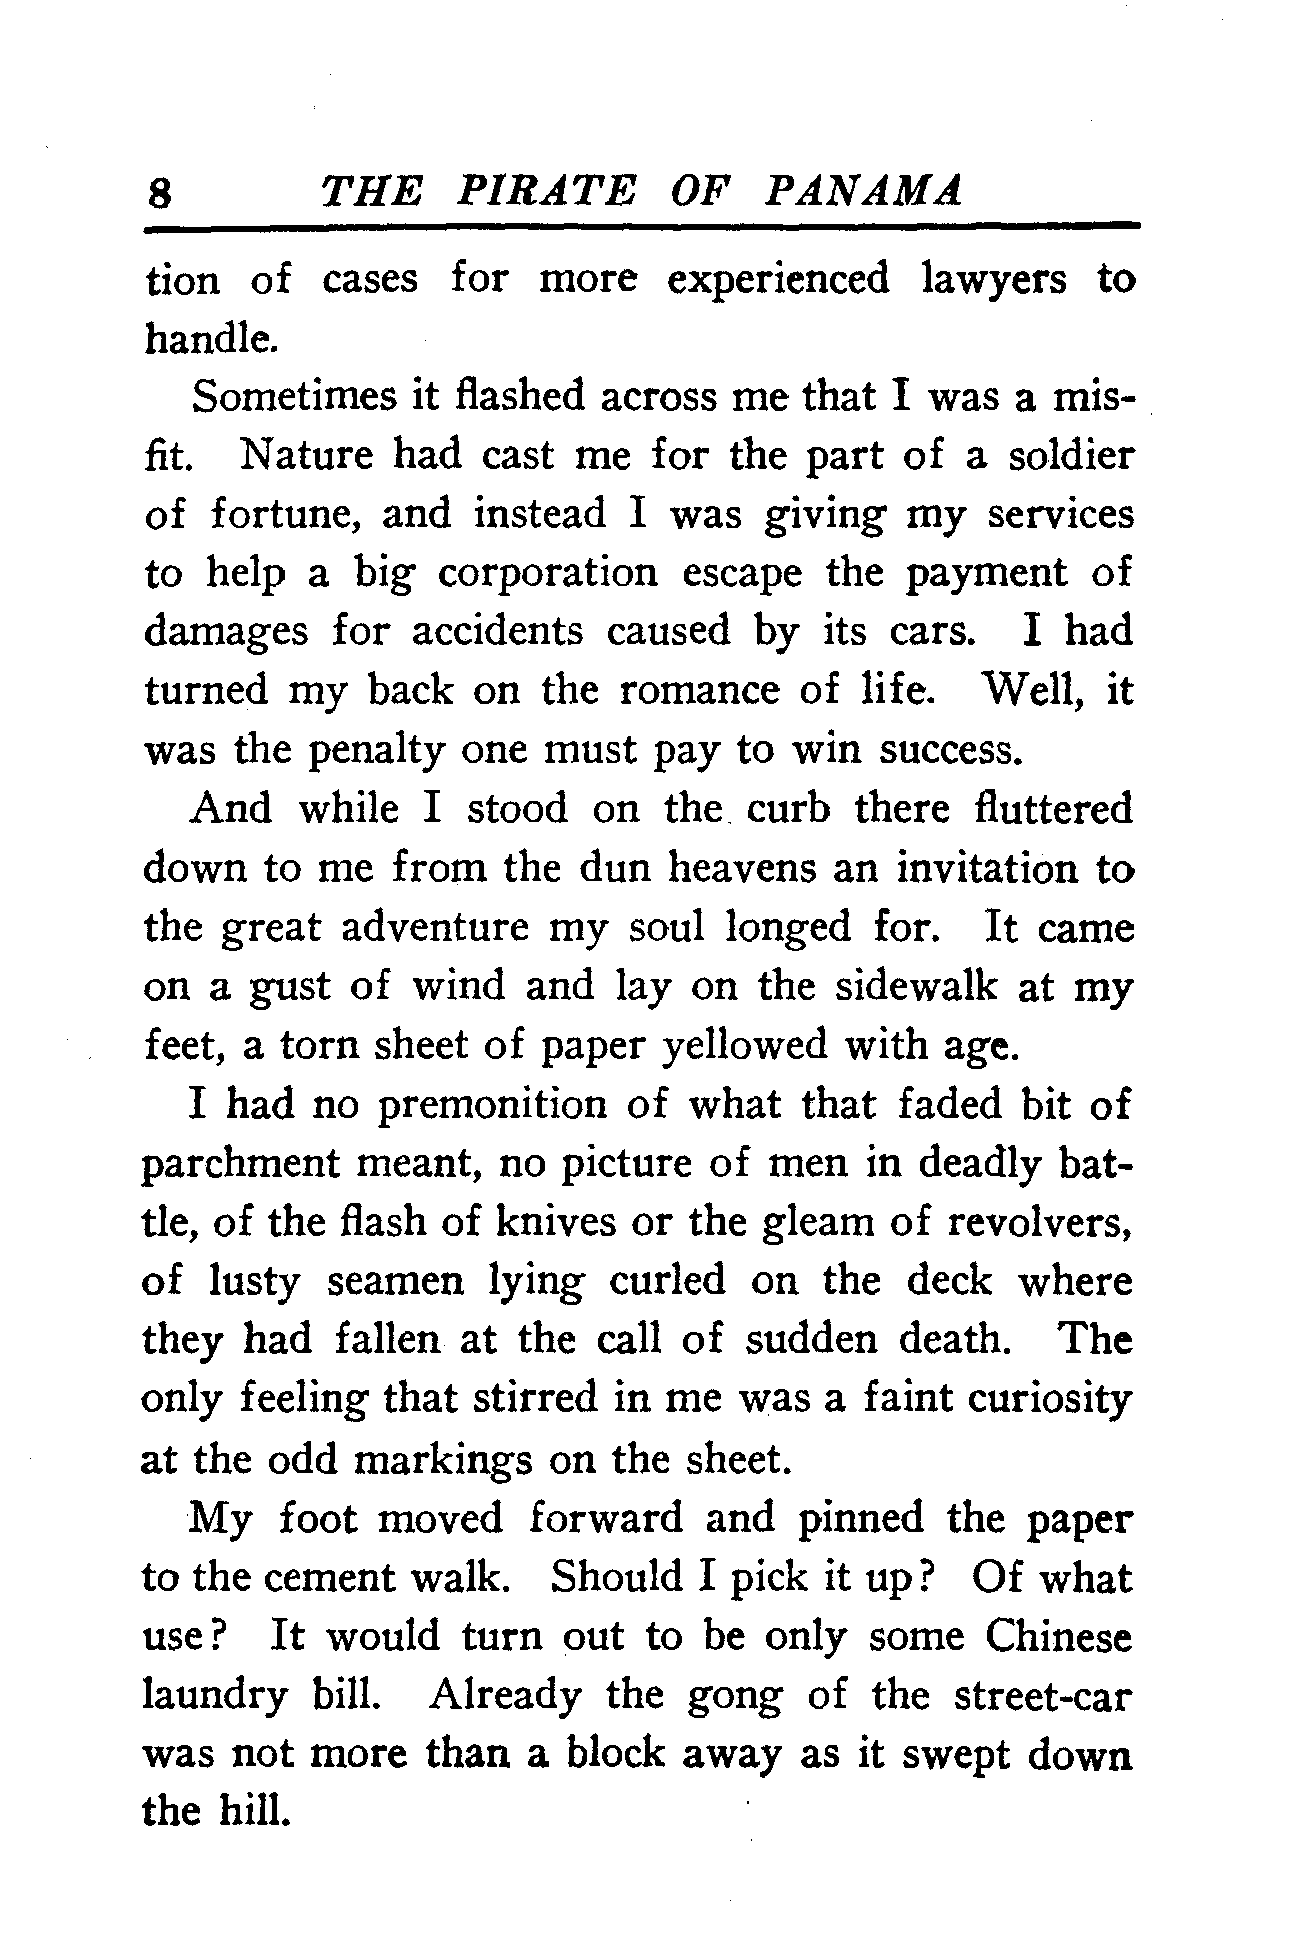 8 THE PIRATE OF PANAMA
tion of cases for more experienced lawyers to
handle.
Sometimes it flashed across me that I was a mis-
fit. Nature had cast me for the part of a soldier
of fortune, and instead I was giving my services
to help a big corporation escape the payment of
damages for accidents caused by its cars. I had
turned my back on the romance of life. Well, it
was the penalty one must pay to win success.
And while I stood on the curb there fluttered
down to me from the dun heavens an invitation to
the great adventure my soul longed for. It came
on a gust of wind and lay on the sidewalk at my
feet, a torn sheet of paper yellowed with age.
I had no premonition of what that faded bit of
parchment meant, no picture of men in deadly bat-
tle, of the flash of knives or the gleam of revolvers,
of lusty seamen lying curled on the deck where
they had fallen at the call of sudden death. The
only feeling that stirred in me was a faint curiosity
at the odd markings on the sheet.
My foot moved forward and pinned the paper
to the cement walk. Should I pick it up? Of what
use? It would turn out to be only some Chinese
laundry bill. Already the gong of the street-car
was not more than a block away as it swept down
the hill.